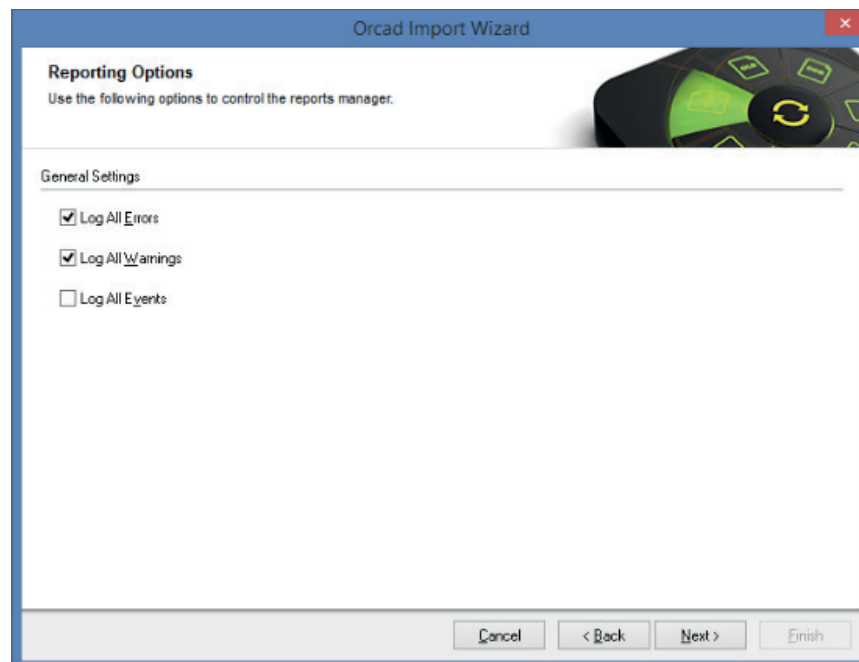 Orcad Import Wizard
Reporting Options
Use the following options to control the reports manager.
General Settings
Log All Errors
Log All Warnings
Log All Events
Cancel
< Back
Next >
Finish